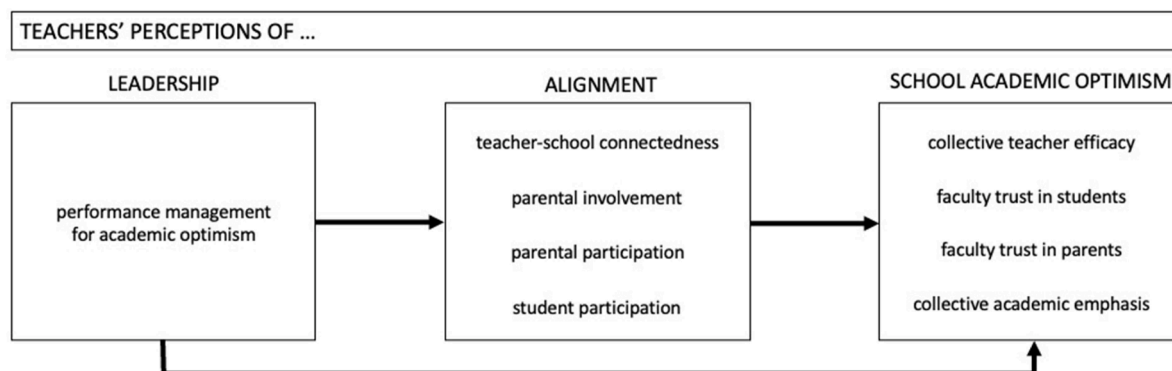 TEACHERS’ PERCEPTIONS OF ...
LEADERSHIP
performance management
for academic optimism
ALIGNMENT
teacher-school connectedness
parental involvement
parental participation
student participation
SCHOOL ACADEMIC OPTIMISM
collective teacher efficacy
faculty trust in students
faculty trust in parents
collective academic emphasis